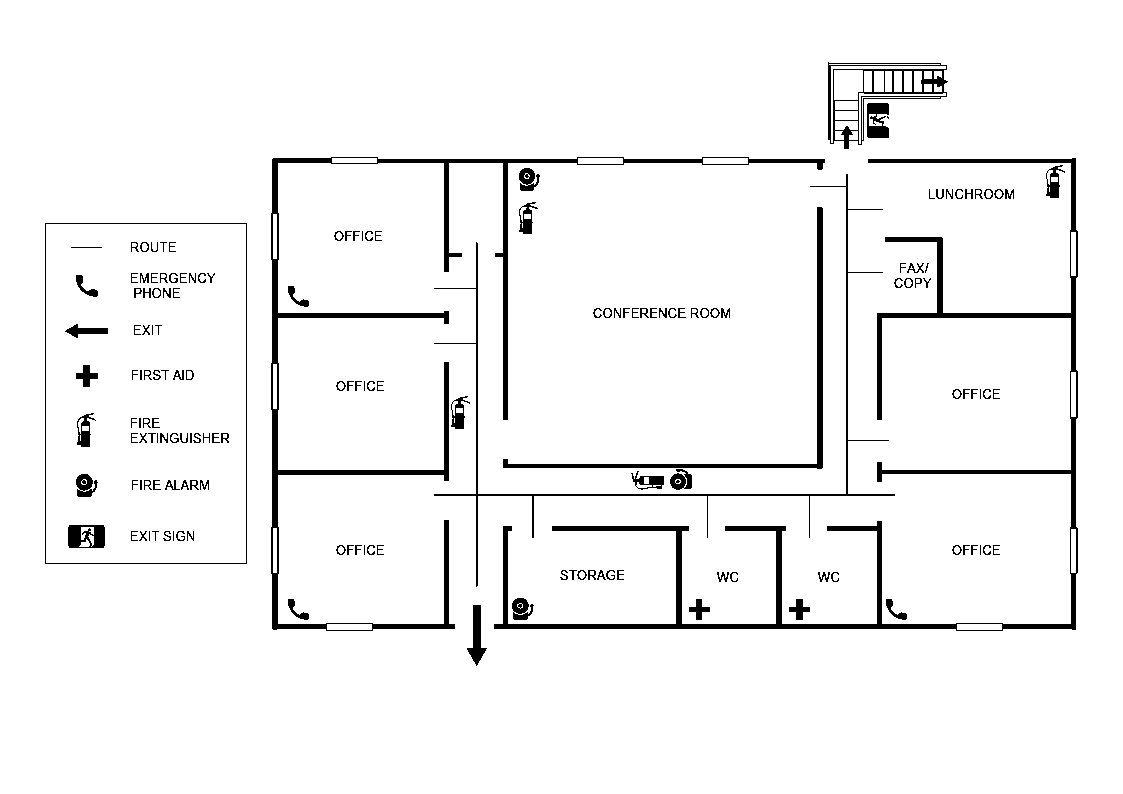 ROUTE
EMERGENCY
PHONE
EXIT
FIRST AID
FIRE
EXTINGUISHER
FIRE ALARM
EXIT SIGN
OFFICE
OFFICE
OFFICE
CONFERENCE ROOM
LUNCHROOM
FAX/
COPY
OFFICE
OFFICE
STORAGE
WC
WC